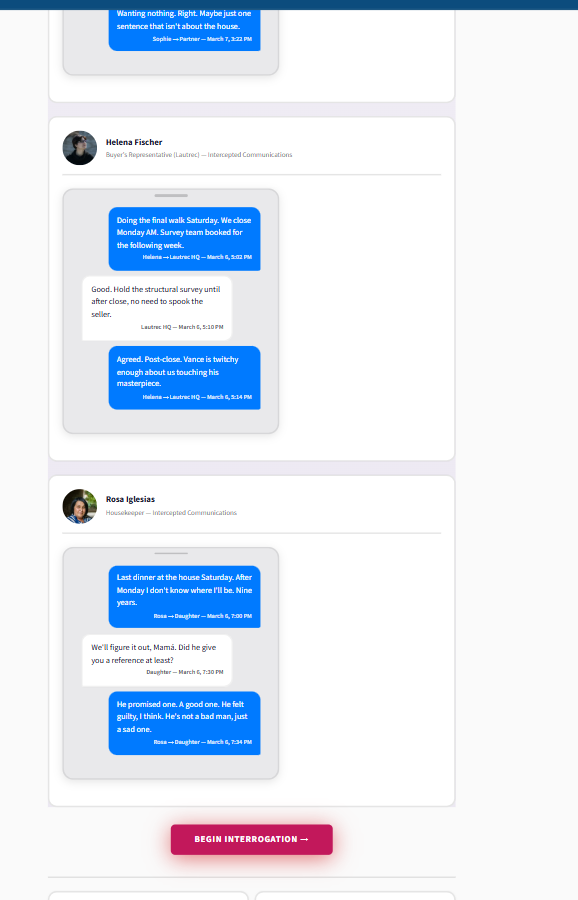 Wanting nothing. Right. Maybe just one
sentence that isn't about the house.
Sophie → Partner — March 7, 3:22 PM
Helena Fischer
Buyer's Representative (Lautrec) — Intercepted Communications
Doing the final walk Saturday. We close
Monday AM. Survey team booked for
the following week.
Helena → Lautrec HQ — March 6, 5:02 PM
Good. Hold the structural survey until
after close, no need to spook the
seller.
Lautrec HQ — March 6, 5:10 PM
Agreed. Post-close. Vance is twitchy
enough about us touching his
masterpiece.
Helena → Lautrec HQ — March 6, 5:14 PM
Rosa Iglesias
Housekeeper — Intercepted Communications
Last dinner at the house Saturday. After
Monday I don't know where I'll be. Nine
years.
Rosa → Daughter — March 6, 7:00 PM
We'll figure it out, Mamá. Did he give
you a reference at least?
Daughter — March 6, 7:30 PM
He promised one. A good one. He felt
guilty, I think. He's not a bad man, just
a sad one.
Rosa → Daughter — March 6, 7:34 PM
BEGIN INTERROGATION →